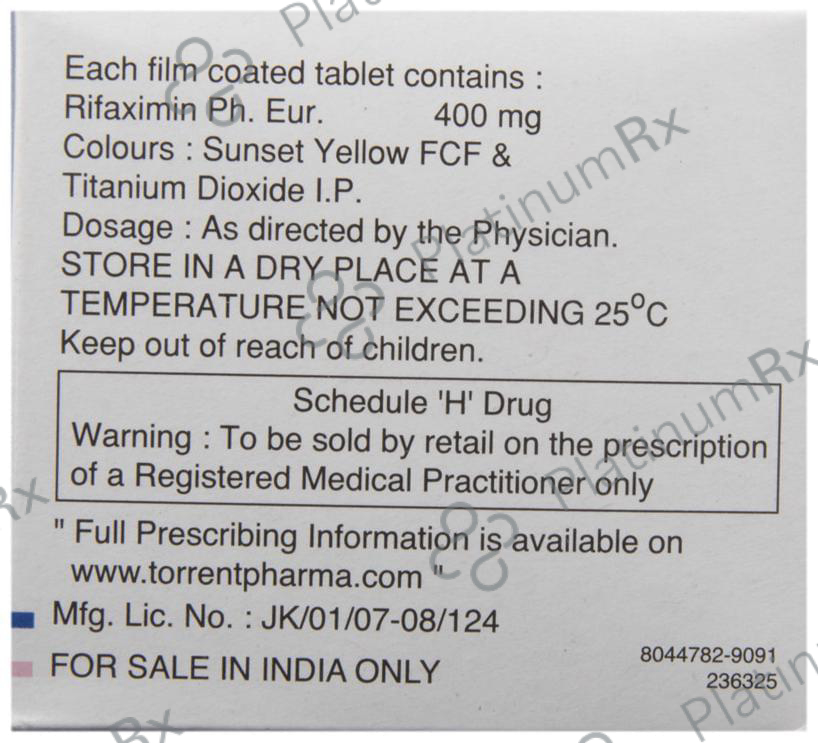 Each film coated tablet contains :
Rifaximin Ph. Eur. 400 mg
Colours : Sunset Yellow FCF &
Titanium Dioxide I.P.
Dosage : As directed by the Physician.
STORE IN A DRY PLACE AT A
TEMPERATURE NOT EXCEEDING 25°C
Keep out of reach of children.
Schedule 'H' Drug
Warning : To be sold by retail on the prescription
of a Registered Medical Practitioner only
" Full Prescribing Information is available on
www.torrentpharma.com "
Mfg. Lic. No. : JK/01/07-08/124
FOR SALE IN INDIA ONLY
8044782-9091
236325
PlatinumRx
PlatinumRx